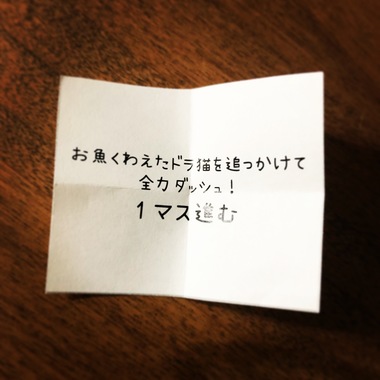 お魚くわえたドラ猫を追っかけて
全力ダッシュ！
1マス進む